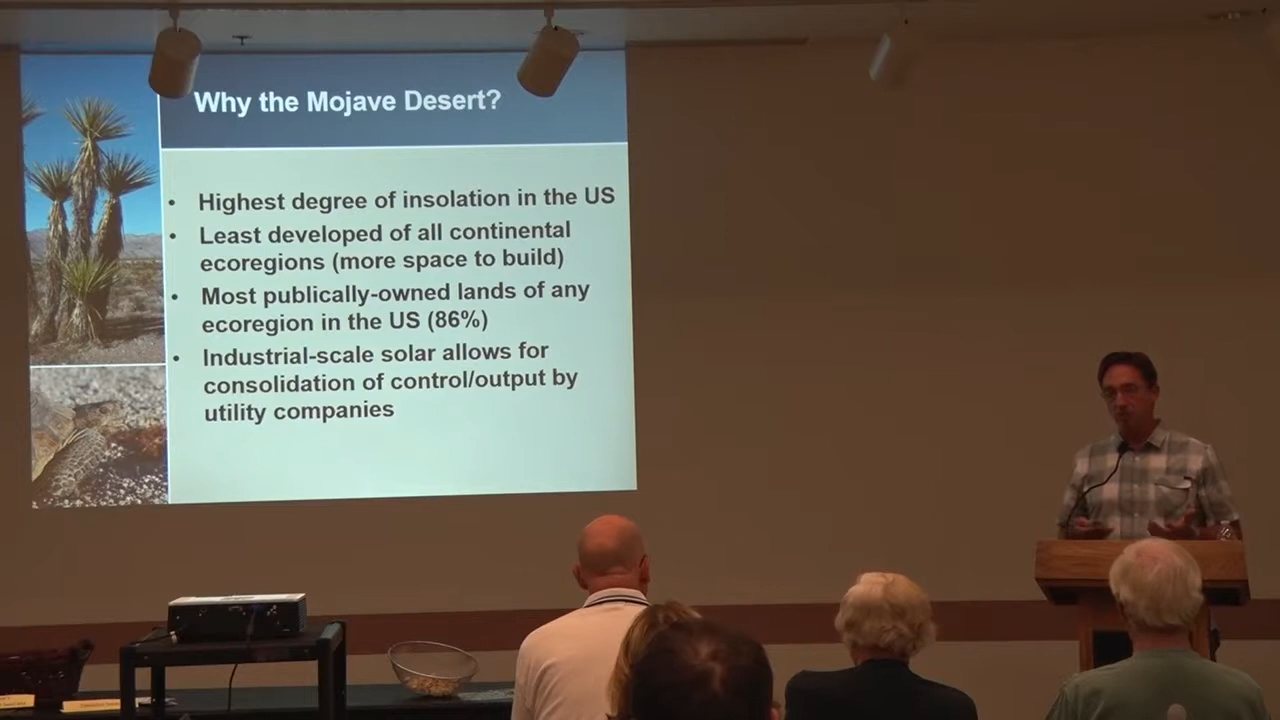 Why the Mojave Desert?
• Highest degree of insolation in the US
• Least developed of all continental
ecoregions (more space to build)
• Most publically-owned lands of any
ecoregion in the US (86%)
• Industrial-scale solar allows for
consolidation of control/output by
utility companies